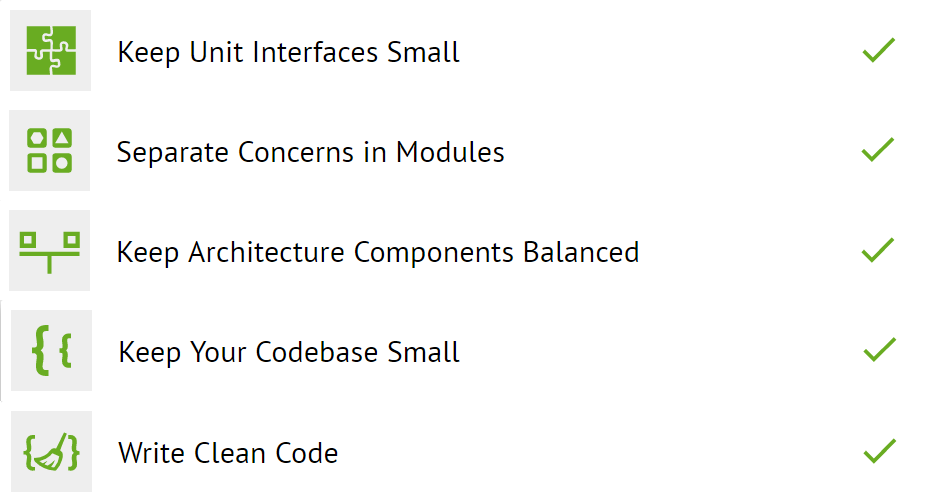 Keep Unit Interfaces Small
Separate Concerns in Modules
Keep Architecture Components Balanced
Keep Your Codebase Small
Write Clean Code